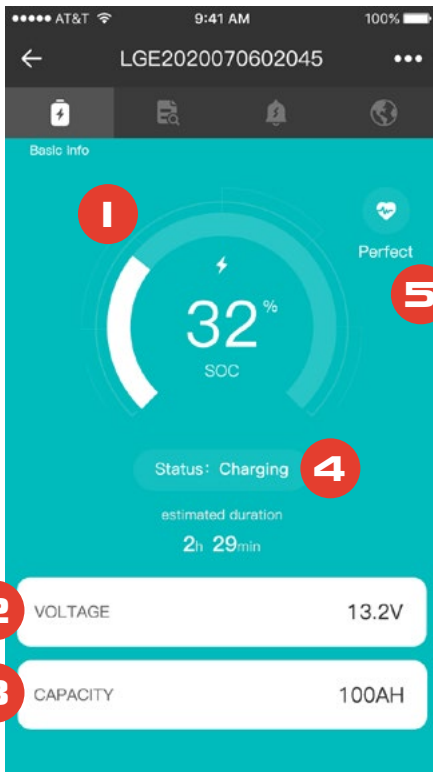 AT&T 9:41 AM 100%
LGE2020070602045
Basic Info
1
Perfect
5
32%
SOC
Status: Charging 4
estimated duration
2h 29min
2 VOLTAGE 13.2V
3 CAPACITY 100AH